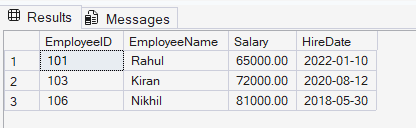 Results Messages
EmployeeID EmployeeName Salary HireDate
1 101 Rahul 65000.00 2022-01-10
2 103 Kiran 72000.00 2020-08-12
3 106 Nikhil 81000.00 2018-05-30